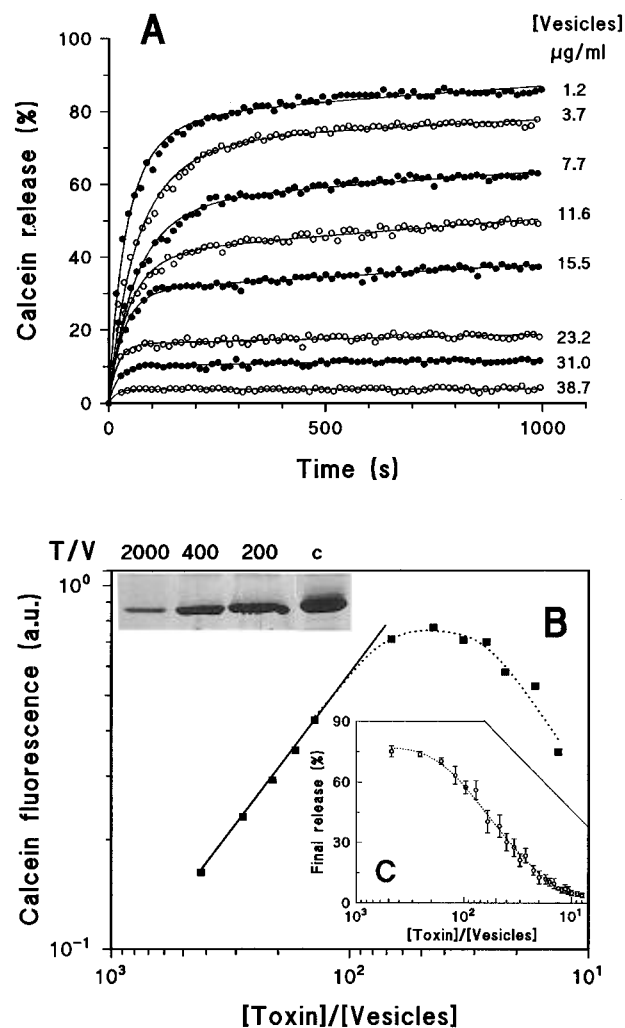 A
[Vesicles]
μg/ml
Calcein release (%)
100
80
60
40
20
0
1.2
3.7
7.7
11.6
15.5
23.2
31.0
38.7
0 500 1000
Time (s)
T/V 2000 400 200 c
B
Calcein fluorescence (a.u.)
10⁰
10⁻¹
C
Final release (%)
90
60
30
0
10³ 10² 10¹
[Toxin]/[Vesicles]
10³ 10² 10¹
[Toxin]/[Vesicles]